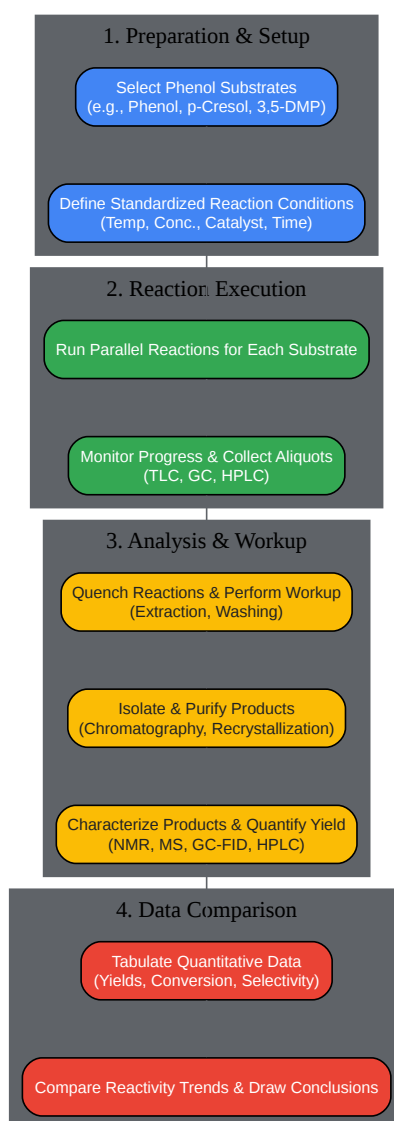 1. Preparation & Setup
Select Phenol Substrates
(e.g., Phenol, p-Cresol, 3,5-DMP)
Define Standardized Reaction Conditions
(Temp, Conc., Catalyst, Time)
2. Reaction Execution
Run Parallel Reactions for Each Substrate
Monitor Progress & Collect Aliquots
(TLC, GC, HPLC)
3. Analysis & Workup
Quench Reactions & Perform Workup
(Extraction, Washing)
Isolate & Purify Products
(Chromatography, Recrystallization)
Characterize Products & Quantify Yield
(NMR, MS, GC-FID, HPLC)
4. Data Comparison
Tabulate Quantitative Data
(Yields, Conversion, Selectivity)
Compare Reactivity Trends & Draw Conclusions